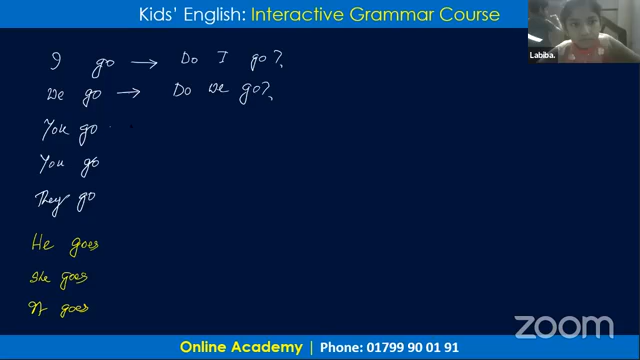 Kids' English: Interactive Grammar Course
Labiba.
I go → Do I go?
We go → Do we go?
You go
You go
They go
He goes
She goes
It goes
zoom
Online Academy | Phone: 01799 90 01 91